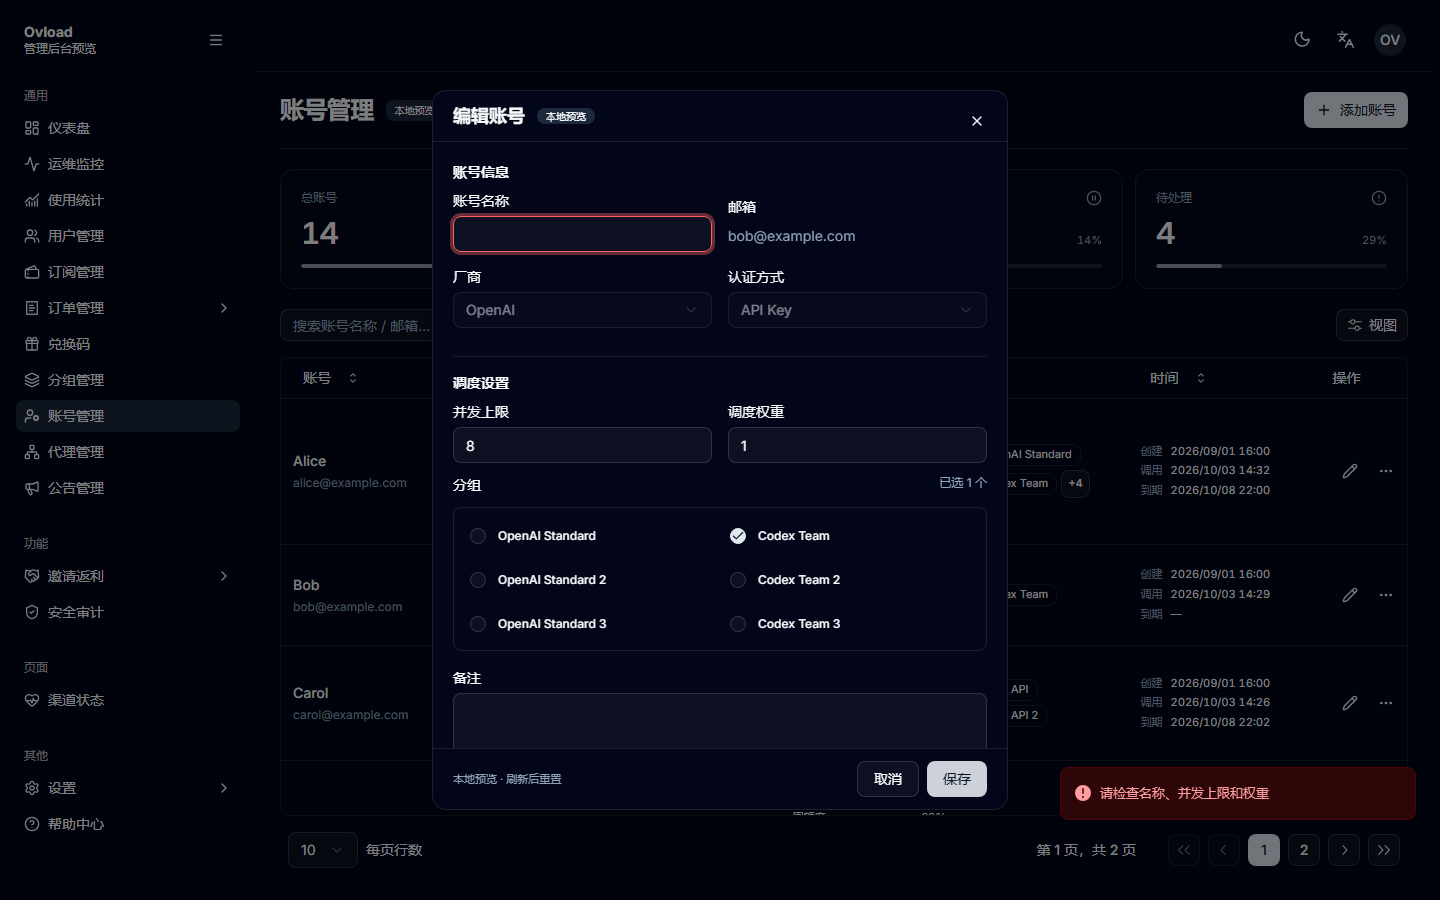 Ovload
管理后台预览
OV
通用
仪表盘
运维监控
使用统计
用户管理
订阅管理
订单管理
兑换码
分组管理
账号管理
代理管理
公告管理
功能
邀请返利
安全审计
页面
渠道状态
其他
设置
帮助中心
账号管理 本地预览
添加账号
总账号
14
14%
待处理
4
29%
搜索账号名称 / 邮箱...
视图
账号 时间 操作
Alice
alice@example.com
Standard
Team +4
创建 2026/09/01 16:00
调用 2026/10/03 14:32
到期 2026/10/08 22:00
Bob
bob@example.com
Team
创建 2026/09/01 16:00
调用 2026/10/03 14:29
到期 —
Carol
carol@example.com
API
API 2
创建 2026/09/01 16:00
调用 2026/10/03 14:26
到期 2026/10/08 22:02
10 每页行数
第 1 页，共 2 页
1 2
编辑账号 本地预览
账号信息
账号名称
邮箱
bob@example.com
厂商 认证方式
OpenAI API Key
调度设置
并发上限 调度权重
8 1
分组 已选 1 个
OpenAI Standard Codex Team
OpenAI Standard 2 Codex Team 2
OpenAI Standard 3 Codex Team 3
备注
本地预览 · 刷新后重置
取消 保存
请检查名称、并发上限和权重